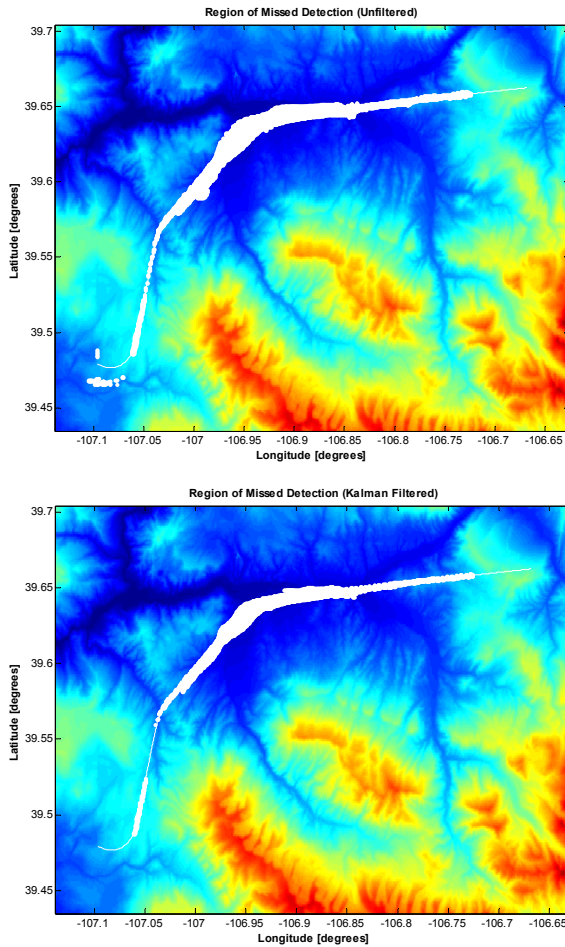 Region of Missed Detection (Unfiltered)
39.7
39.65
39.6
39.55
39.5
39.45
Latitude [degrees]
-107.1 -107.05 -107 -106.95 -106.9 -106.85 -106.8 -106.75 -106.7 -106.65
Longitude [degrees]
Region of Missed Detection (Kalman Filtered)
39.7
39.65
39.6
39.55
39.5
39.45
Latitude [degrees]
-107.1 -107.05 -107 -106.95 -106.9 -106.85 -106.8 -106.75 -106.7 -106.65
Longitude [degrees]